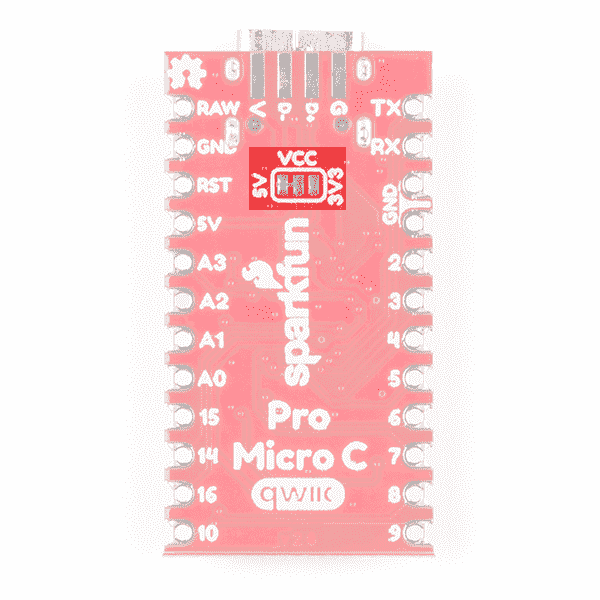 V D- D+ G
RAW TX
GND RX
VCC
5V 3V3
RST GND
5V
A3 2
A2 3
A1 4
A0 5
sparkfun
15 6
Pro
14 7
Micro C
16 8
qwiic
10 9